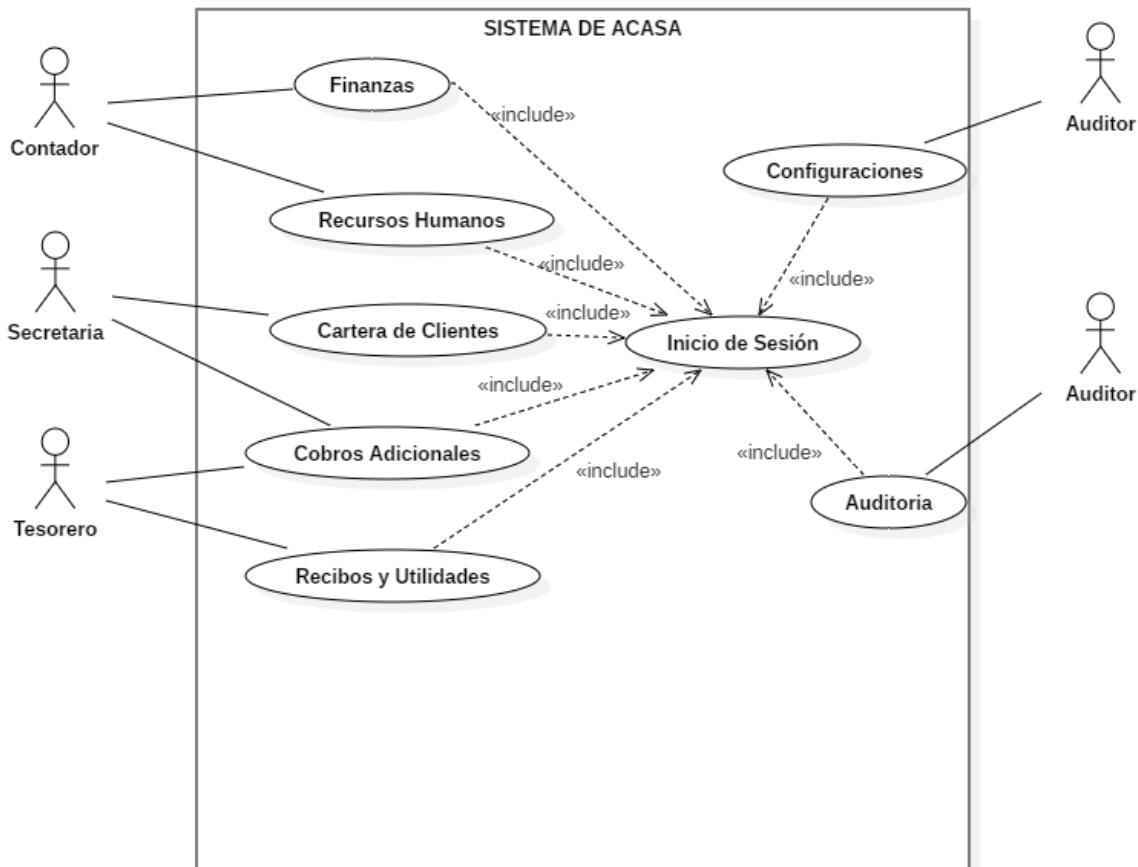 SISTEMA DE ACASA
Finanzas
«include»
Contador
Auditor
Configuraciones
Recursos Humanos
«include»
«include»
Secretaria
Cartera de Clientes
«include»
Inicio de Sesión
Auditor
«include»
Cobros Adicionales
«include»
«include»
Tesorero
Auditoria
Recibos y Utilidades